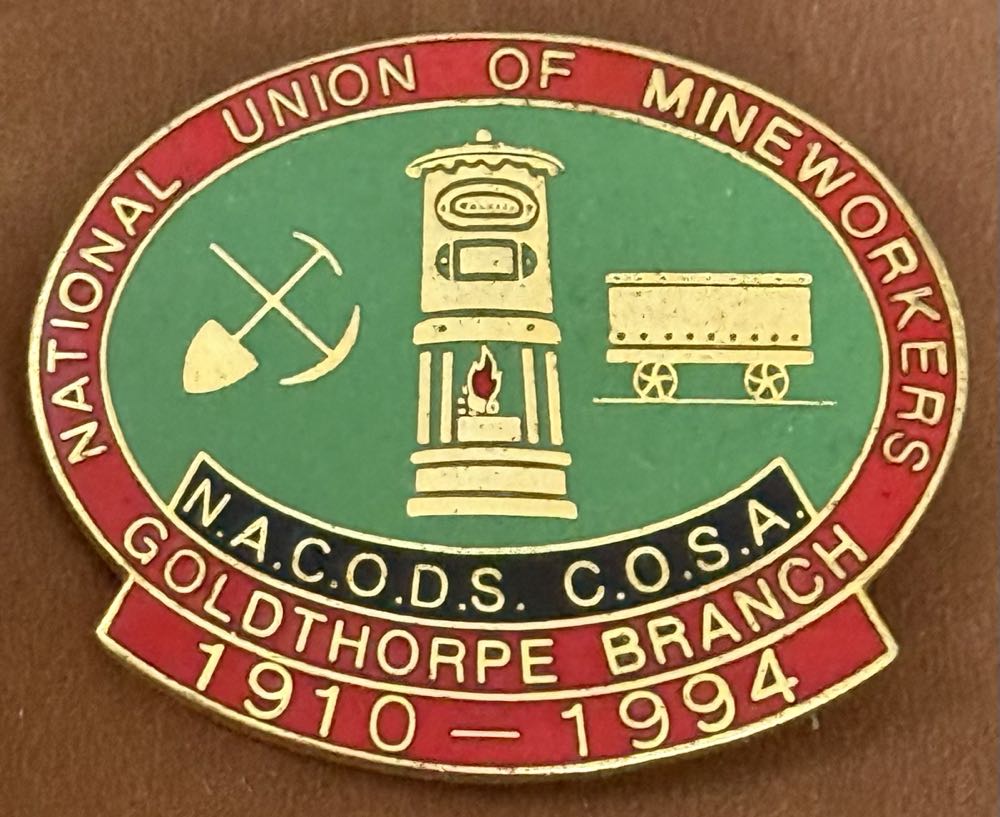 NATIONAL UNION OF MINEWORKERS
N.A.C.O.D.S. C.O.S.A.
GOLDTHORPE BRANCH
1910 — 1994